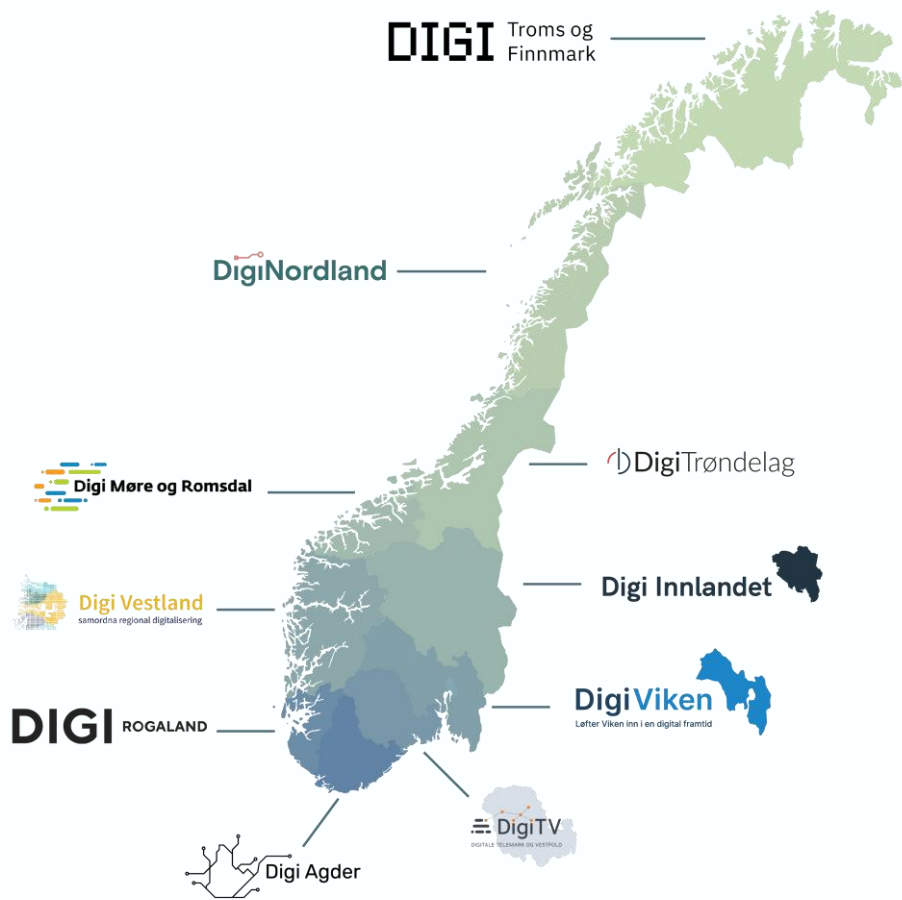 DIGI Troms og
Finnmark
DigiNordland
DigiTrøndelag
Digi Møre og Romsdal
Digi Innlandet
Digi Vestland
samordna regional digitalisering
DigiViken
Løfter Viken inn i en digital framtid
DIGI ROGALAND
DigiTV
DIGITALE TELEMARK OG VESTFOLD
Digi Agder